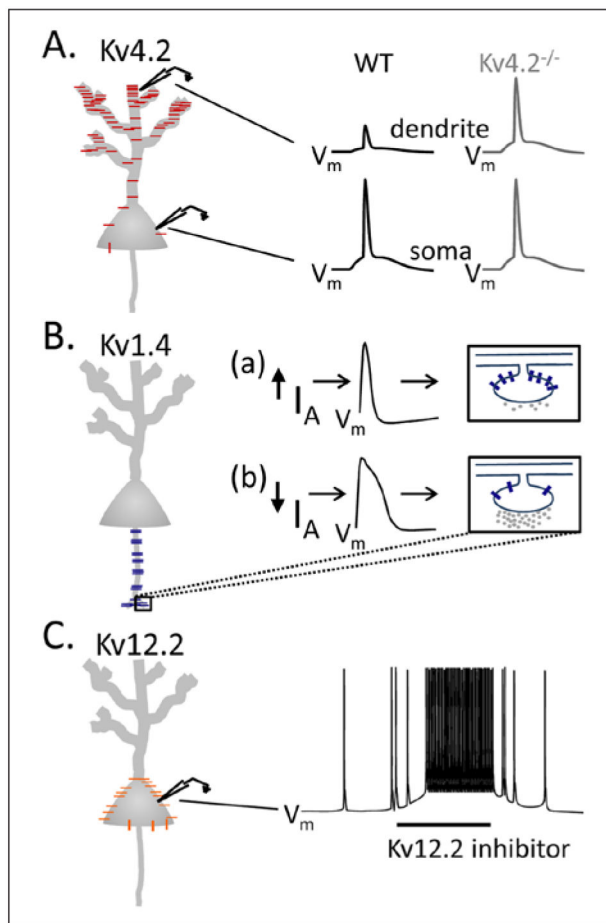 A.
Kv4.2
WT
Kv4.2-/-
dendrite
Vm
Vm
soma
Vm
Vm
B.
Kv1.4
(a)
IA
Vm
(b)
IA
Vm
C.
Kv12.2
Vm
Kv12.2 inhibitor